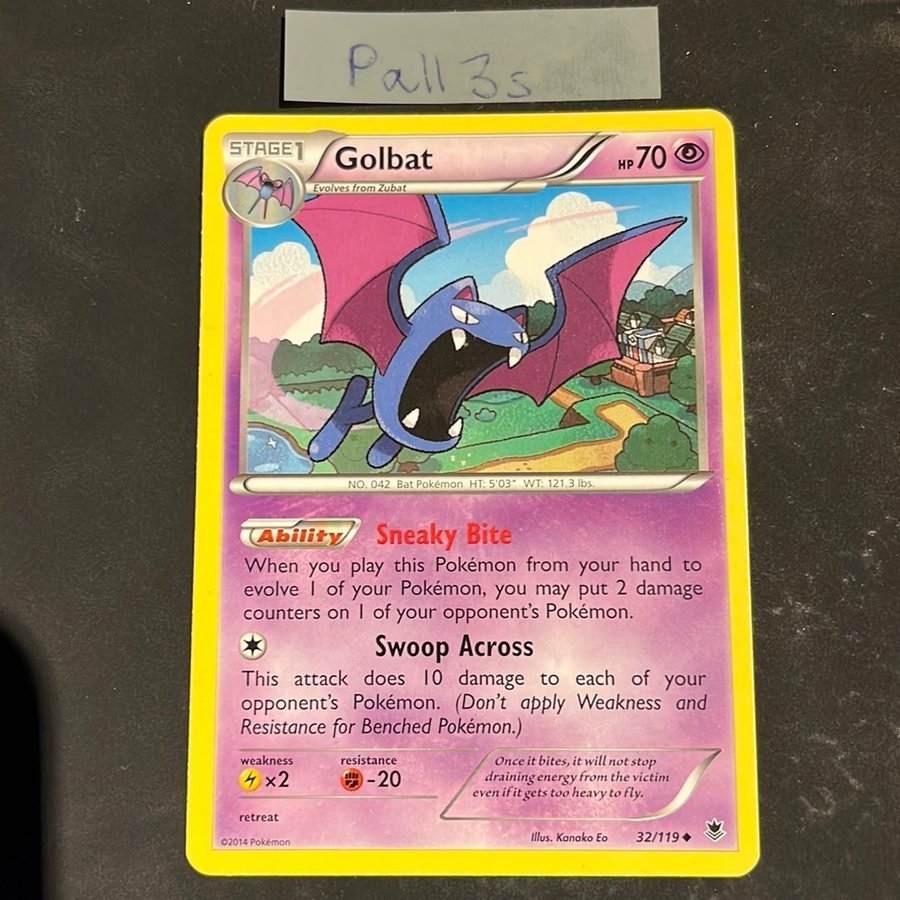 Pall3s
STAGE1
Golbat
HP70
Evolves from Zubat
NO. 042 Bat Pokémon HT: 5'03" WT: 121.3 lbs.
Ability Sneaky Bite
When you play this Pokémon from your hand to
evolve 1 of your Pokémon, you may put 2 damage
counters on 1 of your opponent's Pokémon.
Swoop Across
This attack does 10 damage to each of your
opponent's Pokémon. (Don't apply Weakness and
Resistance for Benched Pokémon.)
weakness resistance
×2 -20
Once it bites, it will not stop
draining energy from the victim
even if it gets too heavy to fly.
retreat
©2014 Pokémon Illus. Kanako Eo 32/119